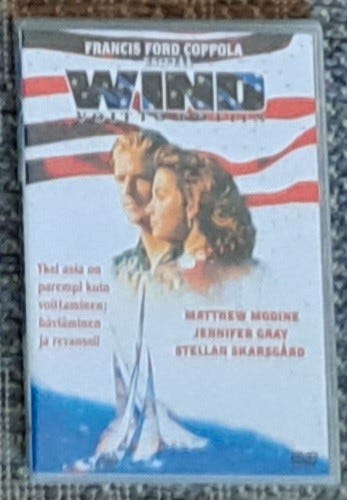 FRANCIS FORD COPPOLA
WIND
Yksi asia on
parempi kuin
voittaminen;
häviäminen
ja revanssi!
MATTHEW MODINE
JENNIFER GRAY
STELLAN SKARSGÅRD
DVD